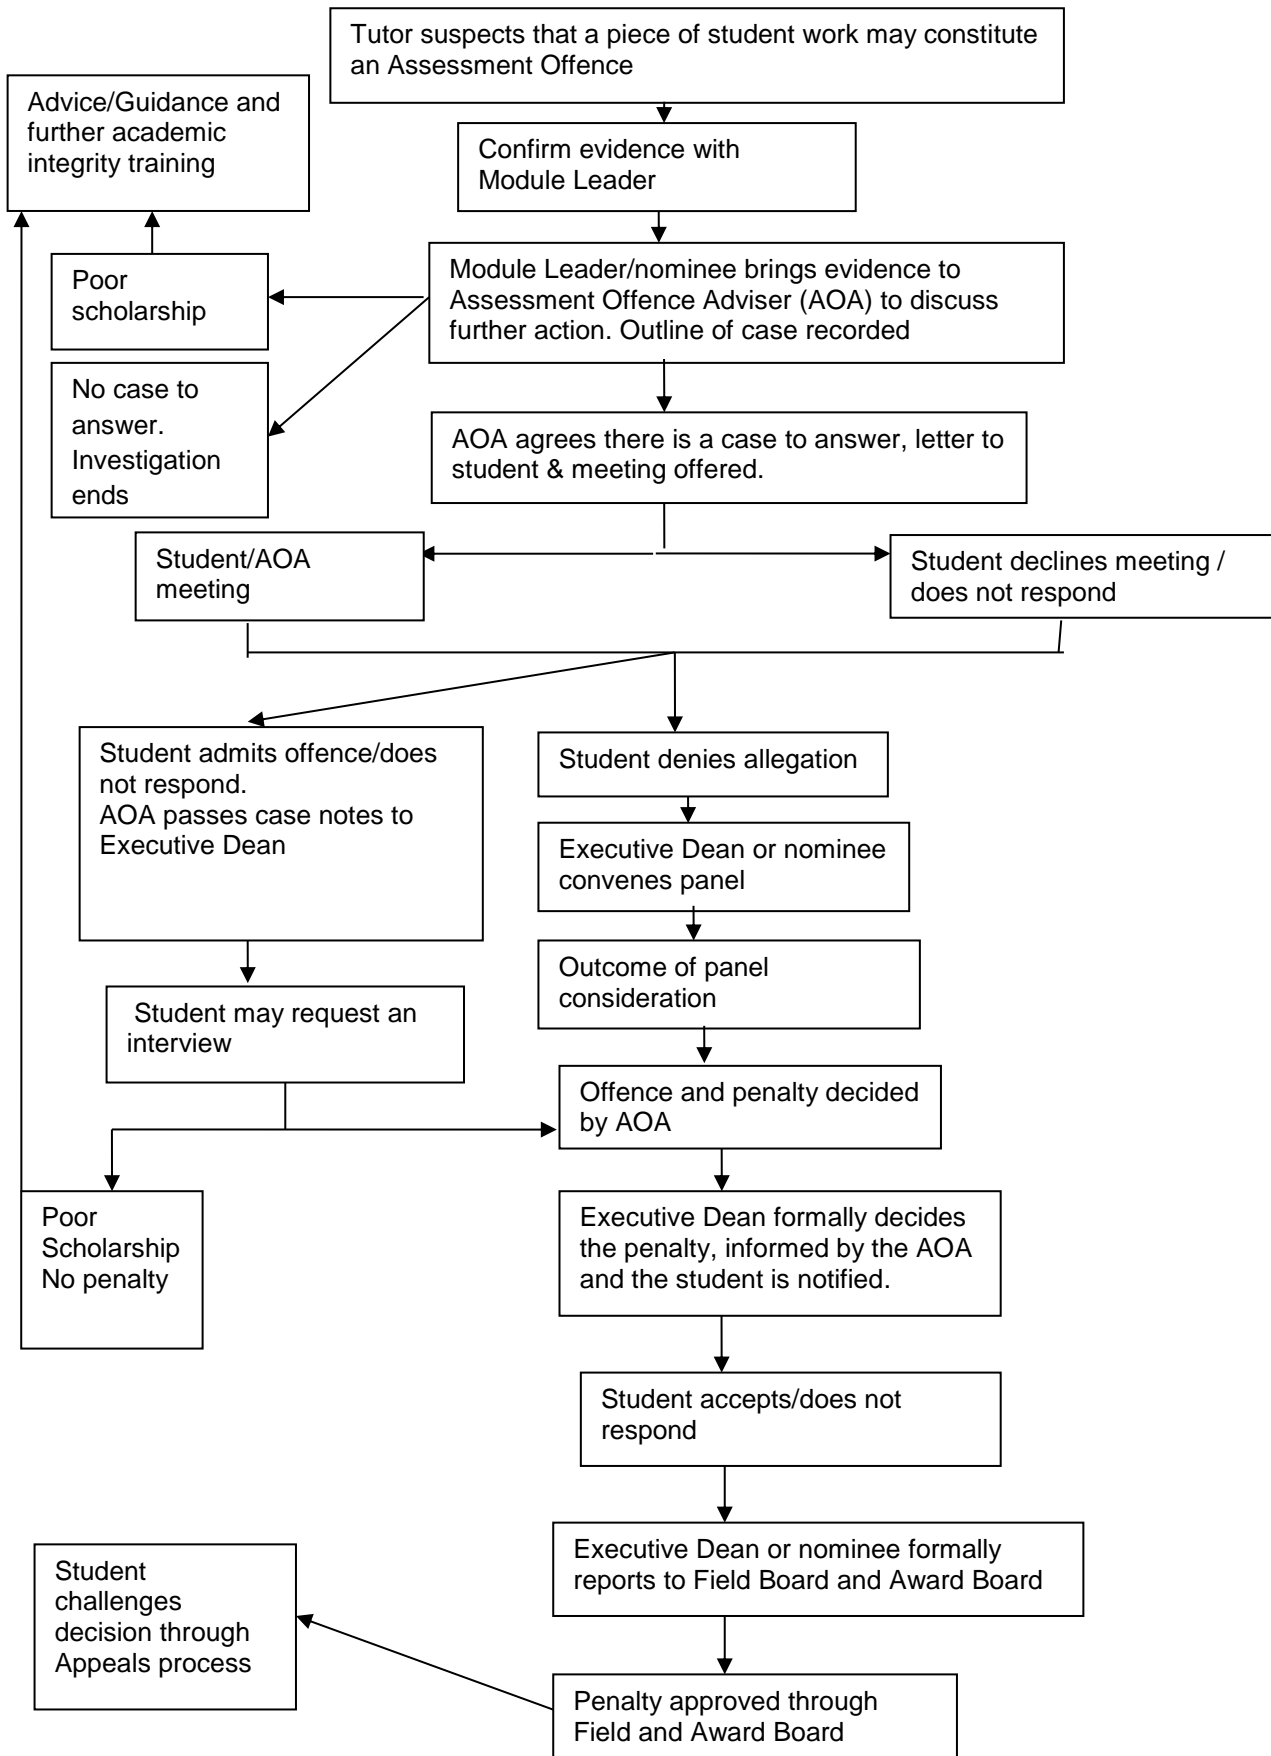 Tutor suspects that a piece of student work may constitute
an Assessment Offence
Advice/Guidance and
further academic
integrity training
Confirm evidence with
Module Leader
Poor
scholarship
Module Leader/nominee brings evidence to
Assessment Offence Adviser (AOA) to discuss
further action. Outline of case recorded
No case to
answer.
Investigation
ends
AOA agrees there is a case to answer, letter to
student & meeting offered.
Student/AOA
meeting
Student declines meeting /
does not respond
Student admits offence/does
not respond.
AOA passes case notes to
Executive Dean
Student denies allegation
Executive Dean or nominee
convenes panel
Outcome of panel
consideration
Student may request an
interview
Offence and penalty decided
by AOA
Poor
Scholarship
No penalty
Executive Dean formally decides
the penalty, informed by the AOA
and the student is notified.
Student accepts/does not
respond
Executive Dean or nominee formally
reports to Field Board and Award Board
Student
challenges
decision through
Appeals process
Penalty approved through
Field and Award Board